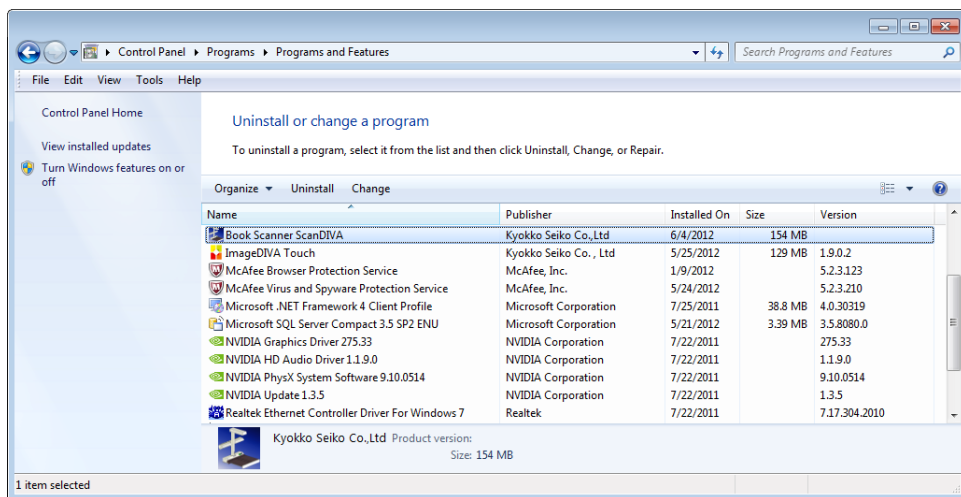 Control Panel Programs Programs and Features Search Programs and Features
File Edit View Tools Help
Control Panel Home
View installed updates
Turn Windows features on or
off
Uninstall or change a program
To uninstall a program, select it from the list and then click Uninstall, Change, or Repair.
Organize Uninstall Change
Name Publisher Installed On Size Version
Book Scanner ScanDIVA Kyokko Seiko Co.,Ltd 6/4/2012 154 MB
ImageDIVA Touch Kyokko Seiko Co. , Ltd 5/25/2012 129 MB 1.9.0.2
McAfee Browser Protection Service McAfee, Inc. 1/9/2012 5.2.3.123
McAfee Virus and Spyware Protection Service McAfee, Inc. 5/24/2012 5.2.3.210
Microsoft .NET Framework 4 Client Profile Microsoft Corporation 7/25/2011 38.8 MB 4.0.30319
Microsoft SQL Server Compact 3.5 SP2 ENU Microsoft Corporation 5/21/2012 3.39 MB 3.5.8080.0
NVIDIA Graphics Driver 275.33 NVIDIA Corporation 7/22/2011 275.33
NVIDIA HD Audio Driver 1.1.9.0 NVIDIA Corporation 7/22/2011 1.1.9.0
NVIDIA PhysX System Software 9.10.0514 NVIDIA Corporation 7/22/2011 9.10.0514
NVIDIA Update 1.3.5 NVIDIA Corporation 7/22/2011 1.3.5
Realtek Ethernet Controller Driver For Windows 7 Realtek 7/22/2011 7.17.304.2010
Kyokko Seiko Co.,Ltd Product version:
Size: 154 MB
1 item selected